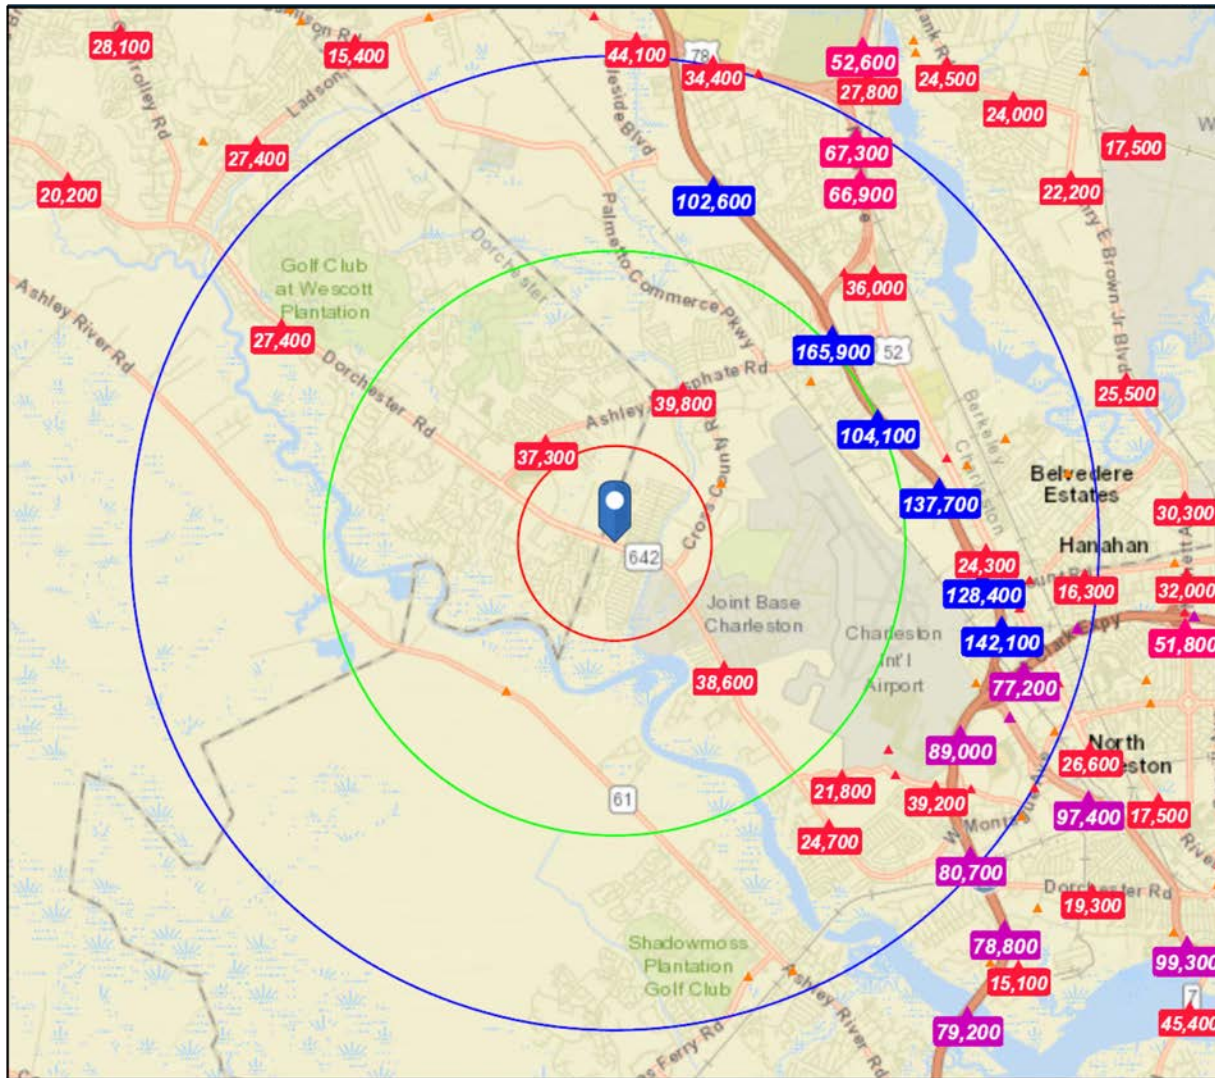 28,100
Trolley Rd
15,400
Ladson
44,100
78
34,400
52,600
27,800
24,500
24,000
17,500
27,400
20,200
67,300
66,900
22,200
102,600
Palmetto Commerce Pkwy
Dorchester
Golf Club
at Wescott
Plantation
Ashley River Rd
27,400
36,000
165,900
52
Dorchester Rd
39,800
25,500
104,100
37,300
Berkeley
Charleston
137,700
Belvedere
Estates
30,300
642
24,300
Hanahan
128,400
16,300
32,000
Joint Base
Charleston
Charleston
Int'l
Airport
142,100
51,800
77,200
38,600
89,000
North
26,600
21,800
39,200
61
97,400
17,500
24,700
80,700
Dorchester Rd
19,300
78,800
Shadowmoss
Plantation
Golf Club
99,300
15,100
Ashley River Rd
7
79,200
45,400